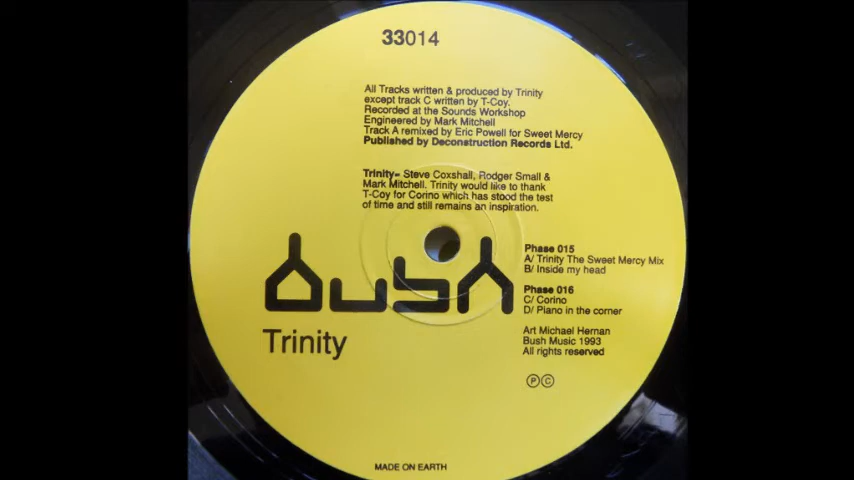 33014
All Tracks written & produced by Trinity
except track C written by T-Coy.
Recorded at the Sounds Workshop
Engineered by Mark Mitchell
Track A remixed by Eric Powell for Sweet Mercy
Published by Deconstruction Records Ltd.
Trinity= Steve Coxshall, Rodger Small &
Mark Mitchell. Trinity would like to thank
T-Coy for Corino which has stood the test
of time and still remains an inspiration.
bush
Trinity
Phase 015
A/ Trinity The Sweet Mercy Mix
B/ Inside my head
Phase 016
C/ Corino
D/ Piano in the corner
Art Michael Hernan
Bush Music 1993
All rights reserved
ⓅⒸ
MADE ON EARTH